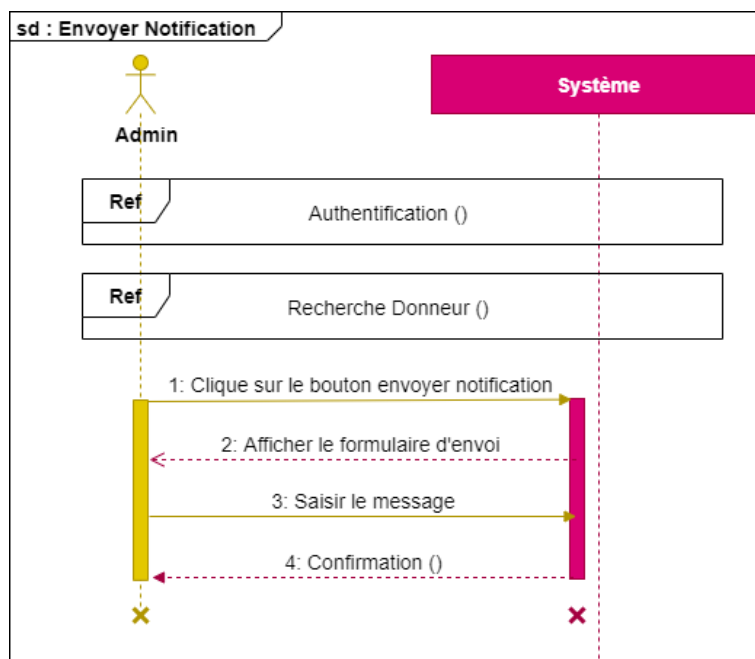 sd : Envoyer Notification
Admin
Système
Ref
Authentification ()
Ref
Recherche Donneur ()
1: Clique sur le bouton envoyer notification
2: Afficher le formulaire d'envoi
3: Saisir le message
4: Confirmation ()